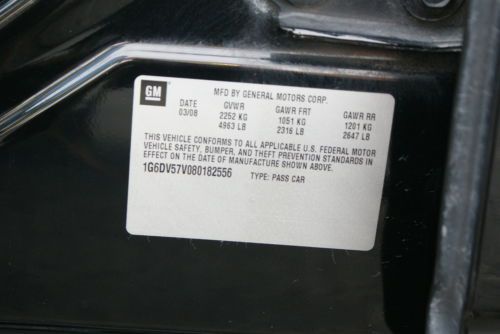 GM
MFD BY GENERAL MOTORS CORP.
DATE GVWR GAWR FRT GAWR RR
03/08 2252 KG 1051 KG 1201 KG
4963 LB 2316 LB 2647 LB
THIS VEHICLE CONFORMS TO ALL APPLICABLE U.S. FEDERAL MOTOR
VEHICLE SAFETY, BUMPER, AND THEFT PREVENTION STANDARDS IN
EFFECT ON THE DATE OF MANUFACTURE SHOWN ABOVE.
1G6DV57V080182556 TYPE: PASS CAR